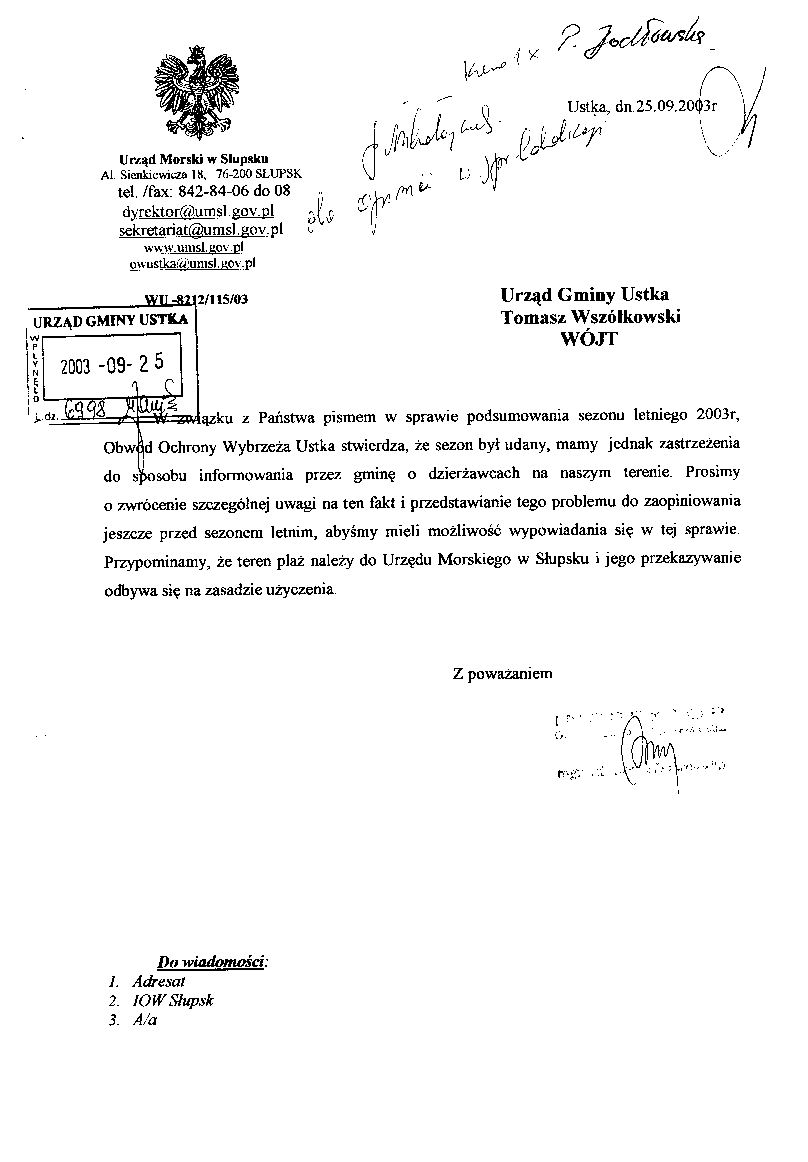 P. Jodłowska
Ustka, dn.25.09.2003r
Urząd Morski w Słupsku
Al. Sienkiewicza 18, 76-200 SŁUPSK
tel. /fax: 842-84-06 do 08
dyrektor@umsl.gov.pl
sekretariat@umsl.gov.pl
www.umsl.gov.pl
owustka@umsl.gov.pl
WU -8212/115/03
Urząd Gminy Ustka
Tomasz Wszółkowski
WÓJT
URZĄD GMINY USTKA
WPŁYNĘŁO
2003 -09- 25
L.dz. 6998
W związku z Państwa pismem w sprawie podsumowania sezonu letniego 2003r,
Obwód Ochrony Wybrzeża Ustka stwierdza, że sezon był udany, mamy jednak zastrzeżenia
do sposobu informowania przez gminę o dzierżawcach na naszym terenie. Prosimy
o zwrócenie szczególnej uwagi na ten fakt i przedstawianie tego problemu do zaopiniowania
jeszcze przed sezonem letnim, abyśmy mieli możliwość wypowiadania się w tej sprawie.
Przypominamy, że teren plaż należy do Urzędu Morskiego w Słupsku i jego przekazywanie
odbywa się na zasadzie użyczenia.
Z poważaniem
Do wiadomości:
1. Adresat
2. IOW Słupsk
3. A/a